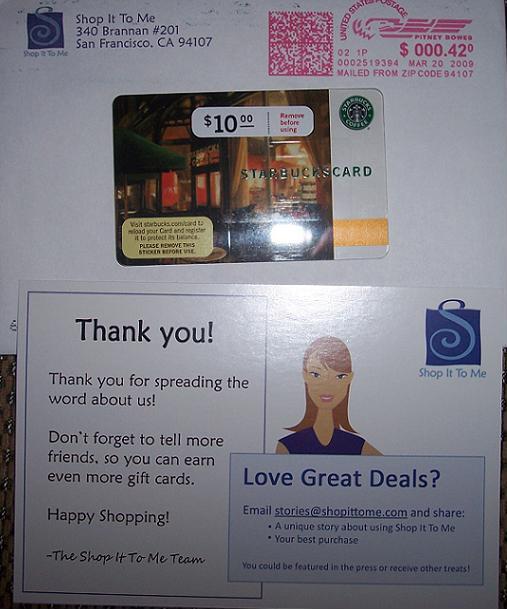 Shop It To Me
Shop It To Me
340 Brannan #201
San Francisco, CA 94107
UNITED STATES POSTAGE
PITNEY BOWES
02 1P $ 000.42⁰
0002519394 MAR 20 2009
MAILED FROM ZIP CODE 94107
$10 00
Remove
before
using
STARBUCKS
COFFEE
STARBUCKS CARD
Visit starbucks.com/card to
reload your Card and register
it to protect its balance.
PLEASE REMOVE THIS
STICKER BEFORE USE.
Thank you!
Thank you for spreading the
word about us!
Don't forget to tell more
friends, so you can earn
even more gift cards.
Happy Shopping!
-The Shop It To Me Team
Shop It To Me
Love Great Deals?
Email stories@shopittome.com and share:
• A unique story about using Shop It To Me
• Your best purchase
You could be featured in the press or receive other treats!